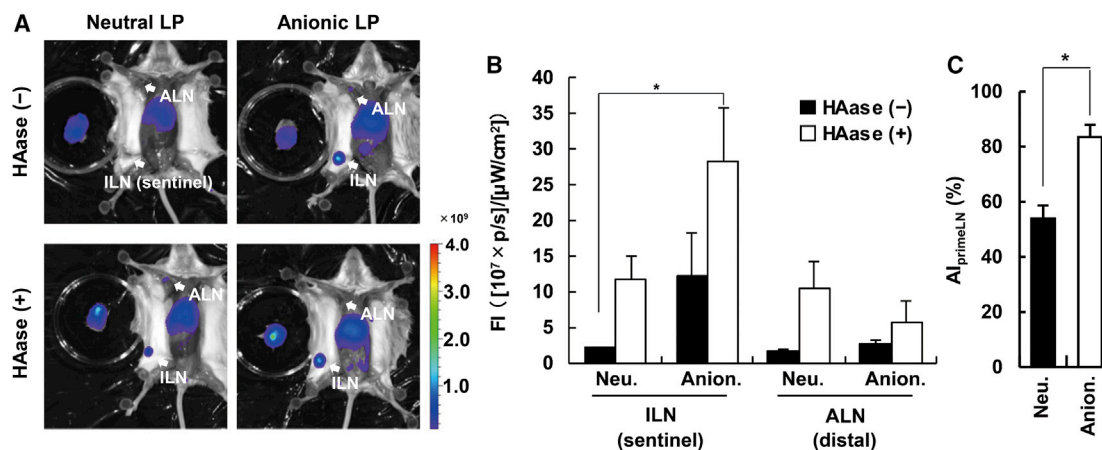 A
Neutral LP
Anionic LP
HAase (−)
ALN
ILN (sentinel)
ALN
ILN
HAase (+)
ALN
ILN
ALN
ILN
× 10⁹
4.0
3.0
2.0
1.0
B
FI ( [10⁷ × p/s]/[μW/cm²])
40
35
30
25
20
15
10
5
0
*
HAase (−)
HAase (+)
Neu.
Anion.
Neu.
Anion.
ILN
(sentinel)
ALN
(distal)
C
AIprimeLN (%)
100
80
60
40
20
0
*
Neu.
Anion.